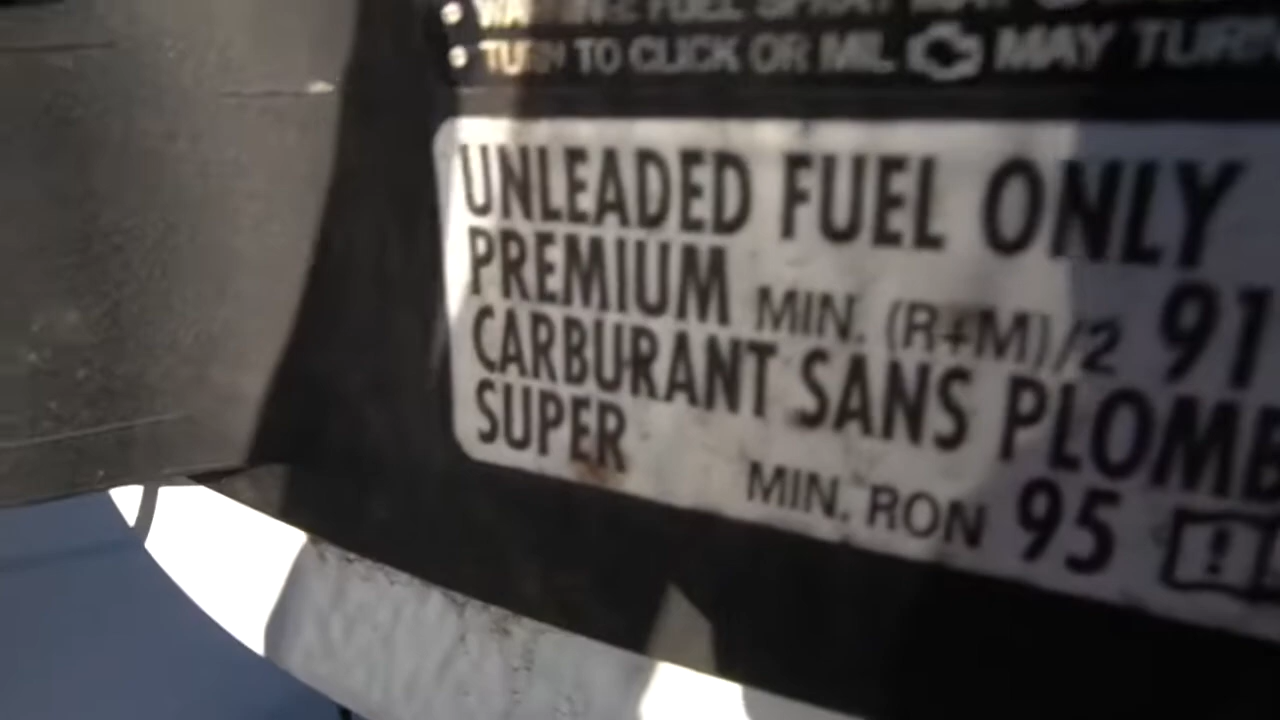 FUEL SPRAY MAY
• TURN TO CLICK OR MIL MAY TURN
UNLEADED FUEL ONLY
PREMIUM MIN. (R+M)/2 91
CARBURANT SANS PLOMB
SUPER
MIN. RON 95